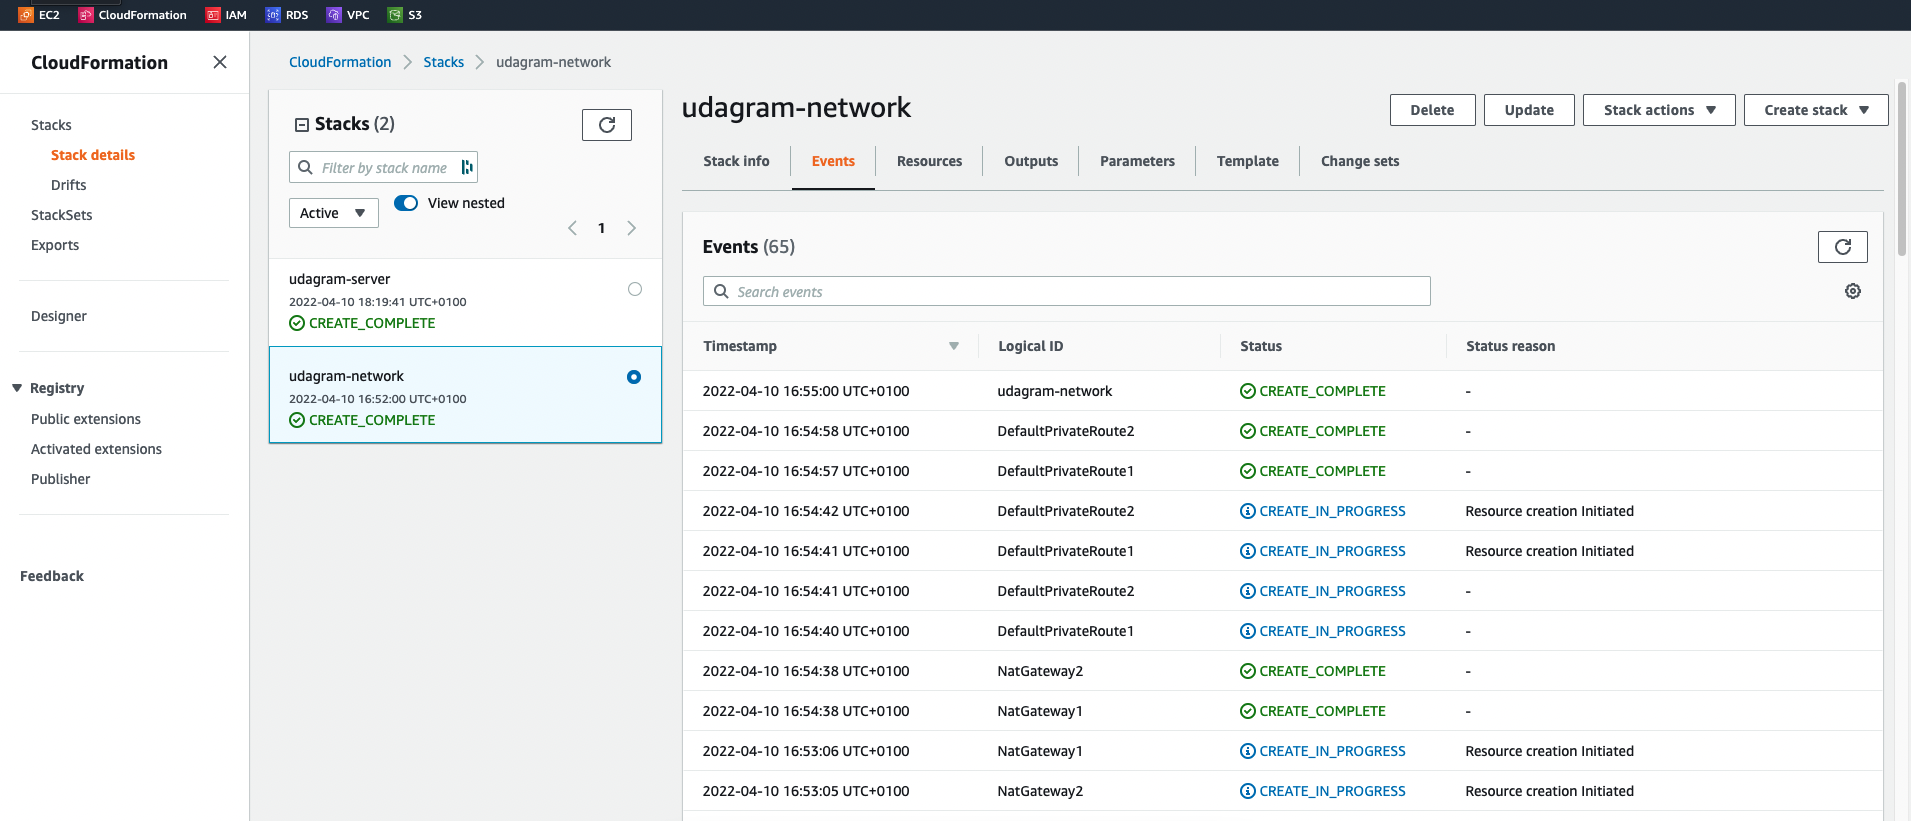 EC2 CloudFormation IAM RDS VPC S3
CloudFormation
Stacks
Stack details
Drifts
StackSets
Exports
Designer
Registry
Public extensions
Activated extensions
Publisher
Feedback
CloudFormation Stacks udagram-network
Stacks (2)
Filter by stack name
Active
View nested
1
udagram-server
2022-04-10 18:19:41 UTC+0100
CREATE_COMPLETE
udagram-network
2022-04-10 16:52:00 UTC+0100
CREATE_COMPLETE
udagram-network
Delete Update Stack actions Create stack
Stack info Events Resources Outputs Parameters Template Change sets
Events (65)
Search events
Timestamp Logical ID Status Status reason
2022-04-10 16:55:00 UTC+0100 udagram-network CREATE_COMPLETE -
2022-04-10 16:54:58 UTC+0100 DefaultPrivateRoute2 CREATE_COMPLETE -
2022-04-10 16:54:57 UTC+0100 DefaultPrivateRoute1 CREATE_COMPLETE -
2022-04-10 16:54:42 UTC+0100 DefaultPrivateRoute2 CREATE_IN_PROGRESS Resource creation Initiated
2022-04-10 16:54:41 UTC+0100 DefaultPrivateRoute1 CREATE_IN_PROGRESS Resource creation Initiated
2022-04-10 16:54:41 UTC+0100 DefaultPrivateRoute2 CREATE_IN_PROGRESS -
2022-04-10 16:54:40 UTC+0100 DefaultPrivateRoute1 CREATE_IN_PROGRESS -
2022-04-10 16:54:38 UTC+0100 NatGateway2 CREATE_COMPLETE -
2022-04-10 16:54:38 UTC+0100 NatGateway1 CREATE_COMPLETE -
2022-04-10 16:53:06 UTC+0100 NatGateway1 CREATE_IN_PROGRESS Resource creation Initiated
2022-04-10 16:53:05 UTC+0100 NatGateway2 CREATE_IN_PROGRESS Resource creation Initiated